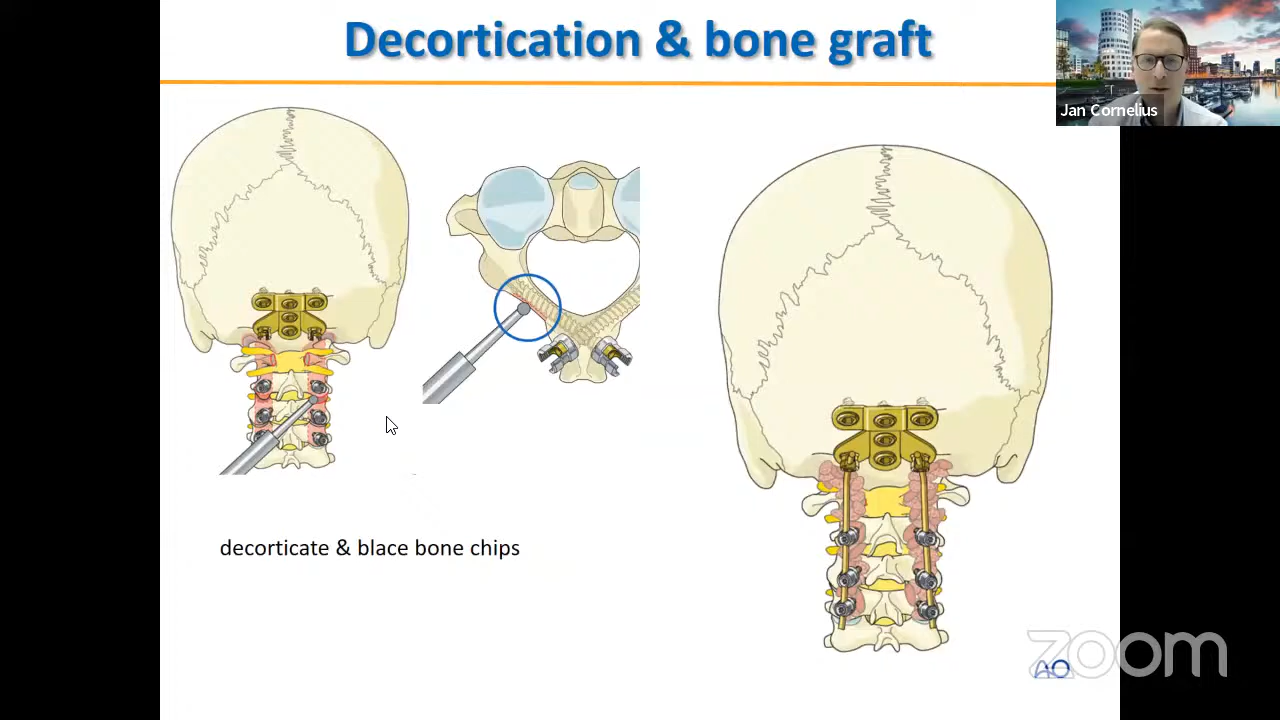 Decortication & bone graft
Jan Cornelius
decorticate & blace bone chips
AO
zoom